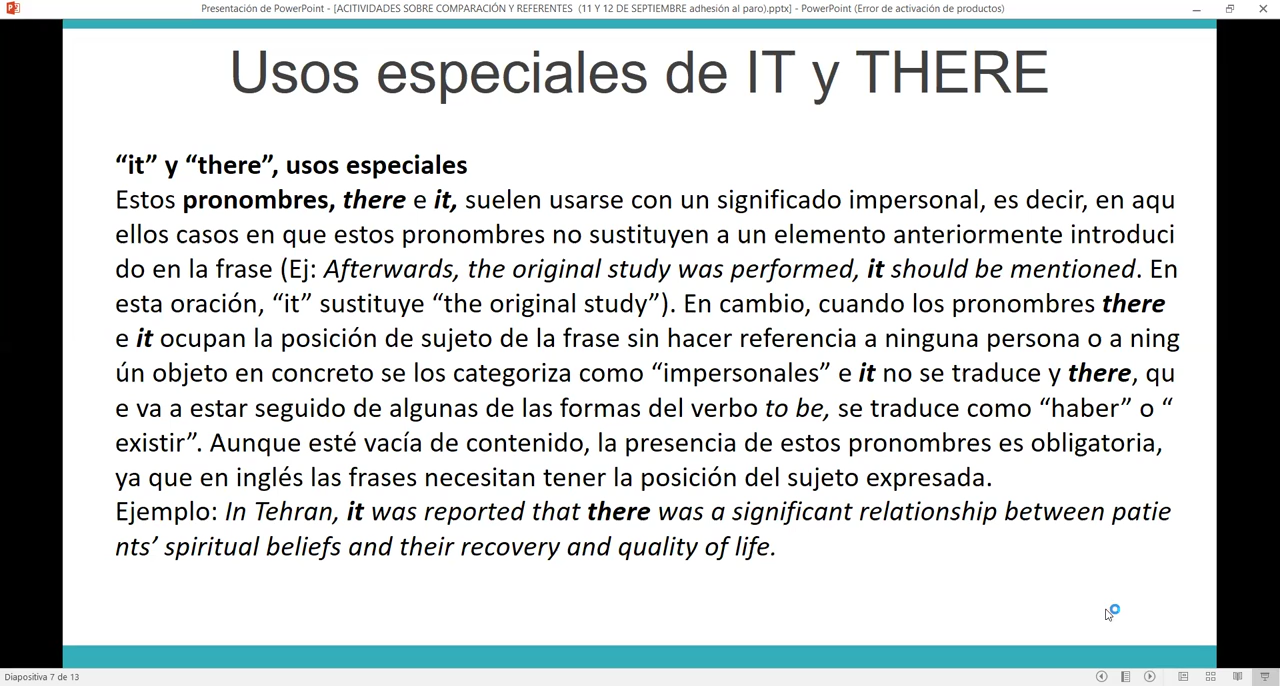 Presentación de PowerPoint - [ACITIVIDADES SOBRE COMPARACIÓN Y REFERENTES (11 Y 12 DE SEPTIEMBRE adhesión al paro).pptx] - PowerPoint (Error de activación de productos)
Usos especiales de IT y THERE
“it” y “there”, usos especiales
Estos pronombres, there e it, suelen usarse con un significado impersonal, es decir, en aqu
ellos casos en que estos pronombres no sustituyen a un elemento anteriormente introduci
do en la frase (Ej: Afterwards, the original study was performed, it should be mentioned. En
esta oración, “it” sustituye “the original study”). En cambio, cuando los pronombres there
e it ocupan la posición de sujeto de la frase sin hacer referencia a ninguna persona o a ning
ún objeto en concreto se los categoriza como “impersonales” e it no se traduce y there, qu
e va a estar seguido de algunas de las formas del verbo to be, se traduce como “haber” o “
existir”. Aunque esté vacía de contenido, la presencia de estos pronombres es obligatoria,
ya que en inglés las frases necesitan tener la posición del sujeto expresada.
Ejemplo: In Tehran, it was reported that there was a significant relationship between patie
nts’ spiritual beliefs and their recovery and quality of life.
Diapositiva 7 de 13